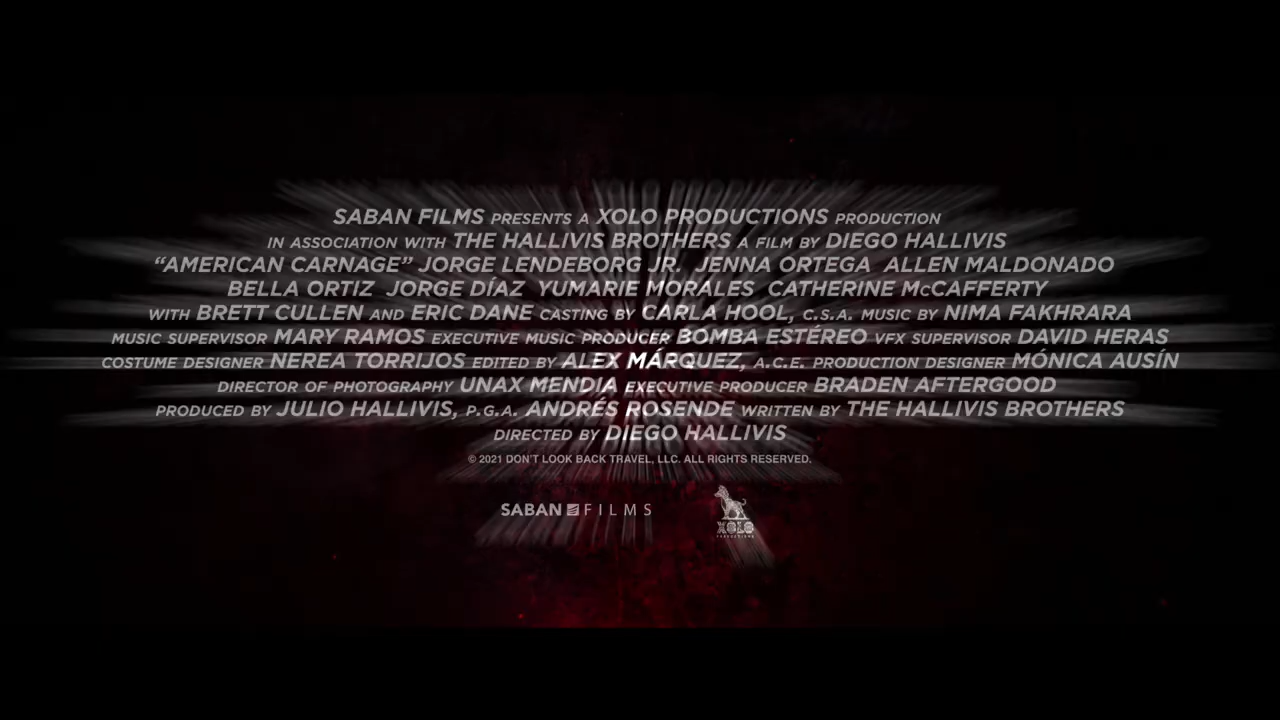 SABAN FILMS PRESENTS A XOLO PRODUCTIONS PRODUCTION
IN ASSOCIATION WITH THE HALLIVIS BROTHERS A FILM BY DIEGO HALLIVIS
“AMERICAN CARNAGE” JORGE LENDEBORG JR. JENNA ORTEGA ALLEN MALDONADO
BELLA ORTIZ JORGE DÍAZ YUMARIE MORALES CATHERINE McCAFFERTY
WITH BRETT CULLEN AND ERIC DANE CASTING BY CARLA HOOL, C.S.A. MUSIC BY NIMA FAKHRARA
MUSIC SUPERVISOR MARY RAMOS EXECUTIVE MUSIC PRODUCER BOMBA ESTÉREO VFX SUPERVISOR DAVID HERAS
COSTUME DESIGNER NEREA TORRIJOS EDITED BY ALEX MÁRQUEZ, A.C.E. PRODUCTION DESIGNER MÓNICA AUSÍN
DIRECTOR OF PHOTOGRAPHY UNAX MENDIA EXECUTIVE PRODUCER BRADEN AFTERGOOD
PRODUCED BY JULIO HALLIVIS, P.G.A. ANDRÉS ROSENDE WRITTEN BY THE HALLIVIS BROTHERS
DIRECTED BY DIEGO HALLIVIS
© 2021 DON'T LOOK BACK TRAVEL, LLC. ALL RIGHTS RESERVED.
SABAN FILMS
XOLO
PRODUCTIONS